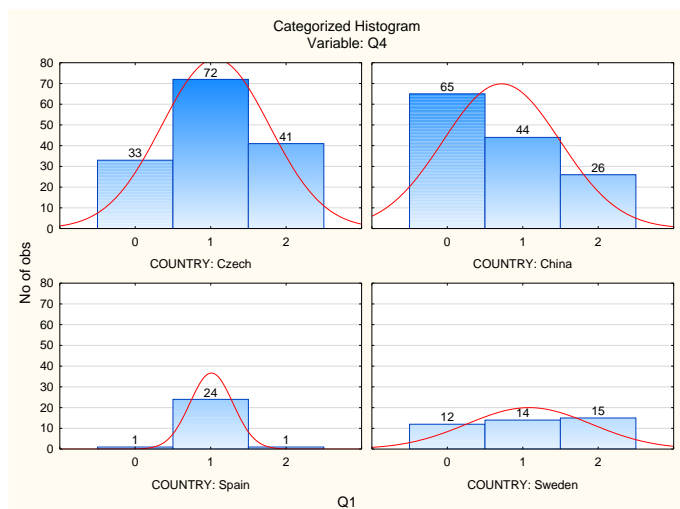 Categorized Histogram
Variable: Q4
No of obs
80
70
60
50
40
30
20
10
0
33
72
41
0 1 2
COUNTRY: Czech
65
44
26
0 1 2
COUNTRY: China
80
70
60
50
40
30
20
10
0
1
24
1
0 1 2
COUNTRY: Spain
12
14
15
0 1 2
COUNTRY: Sweden
Q1